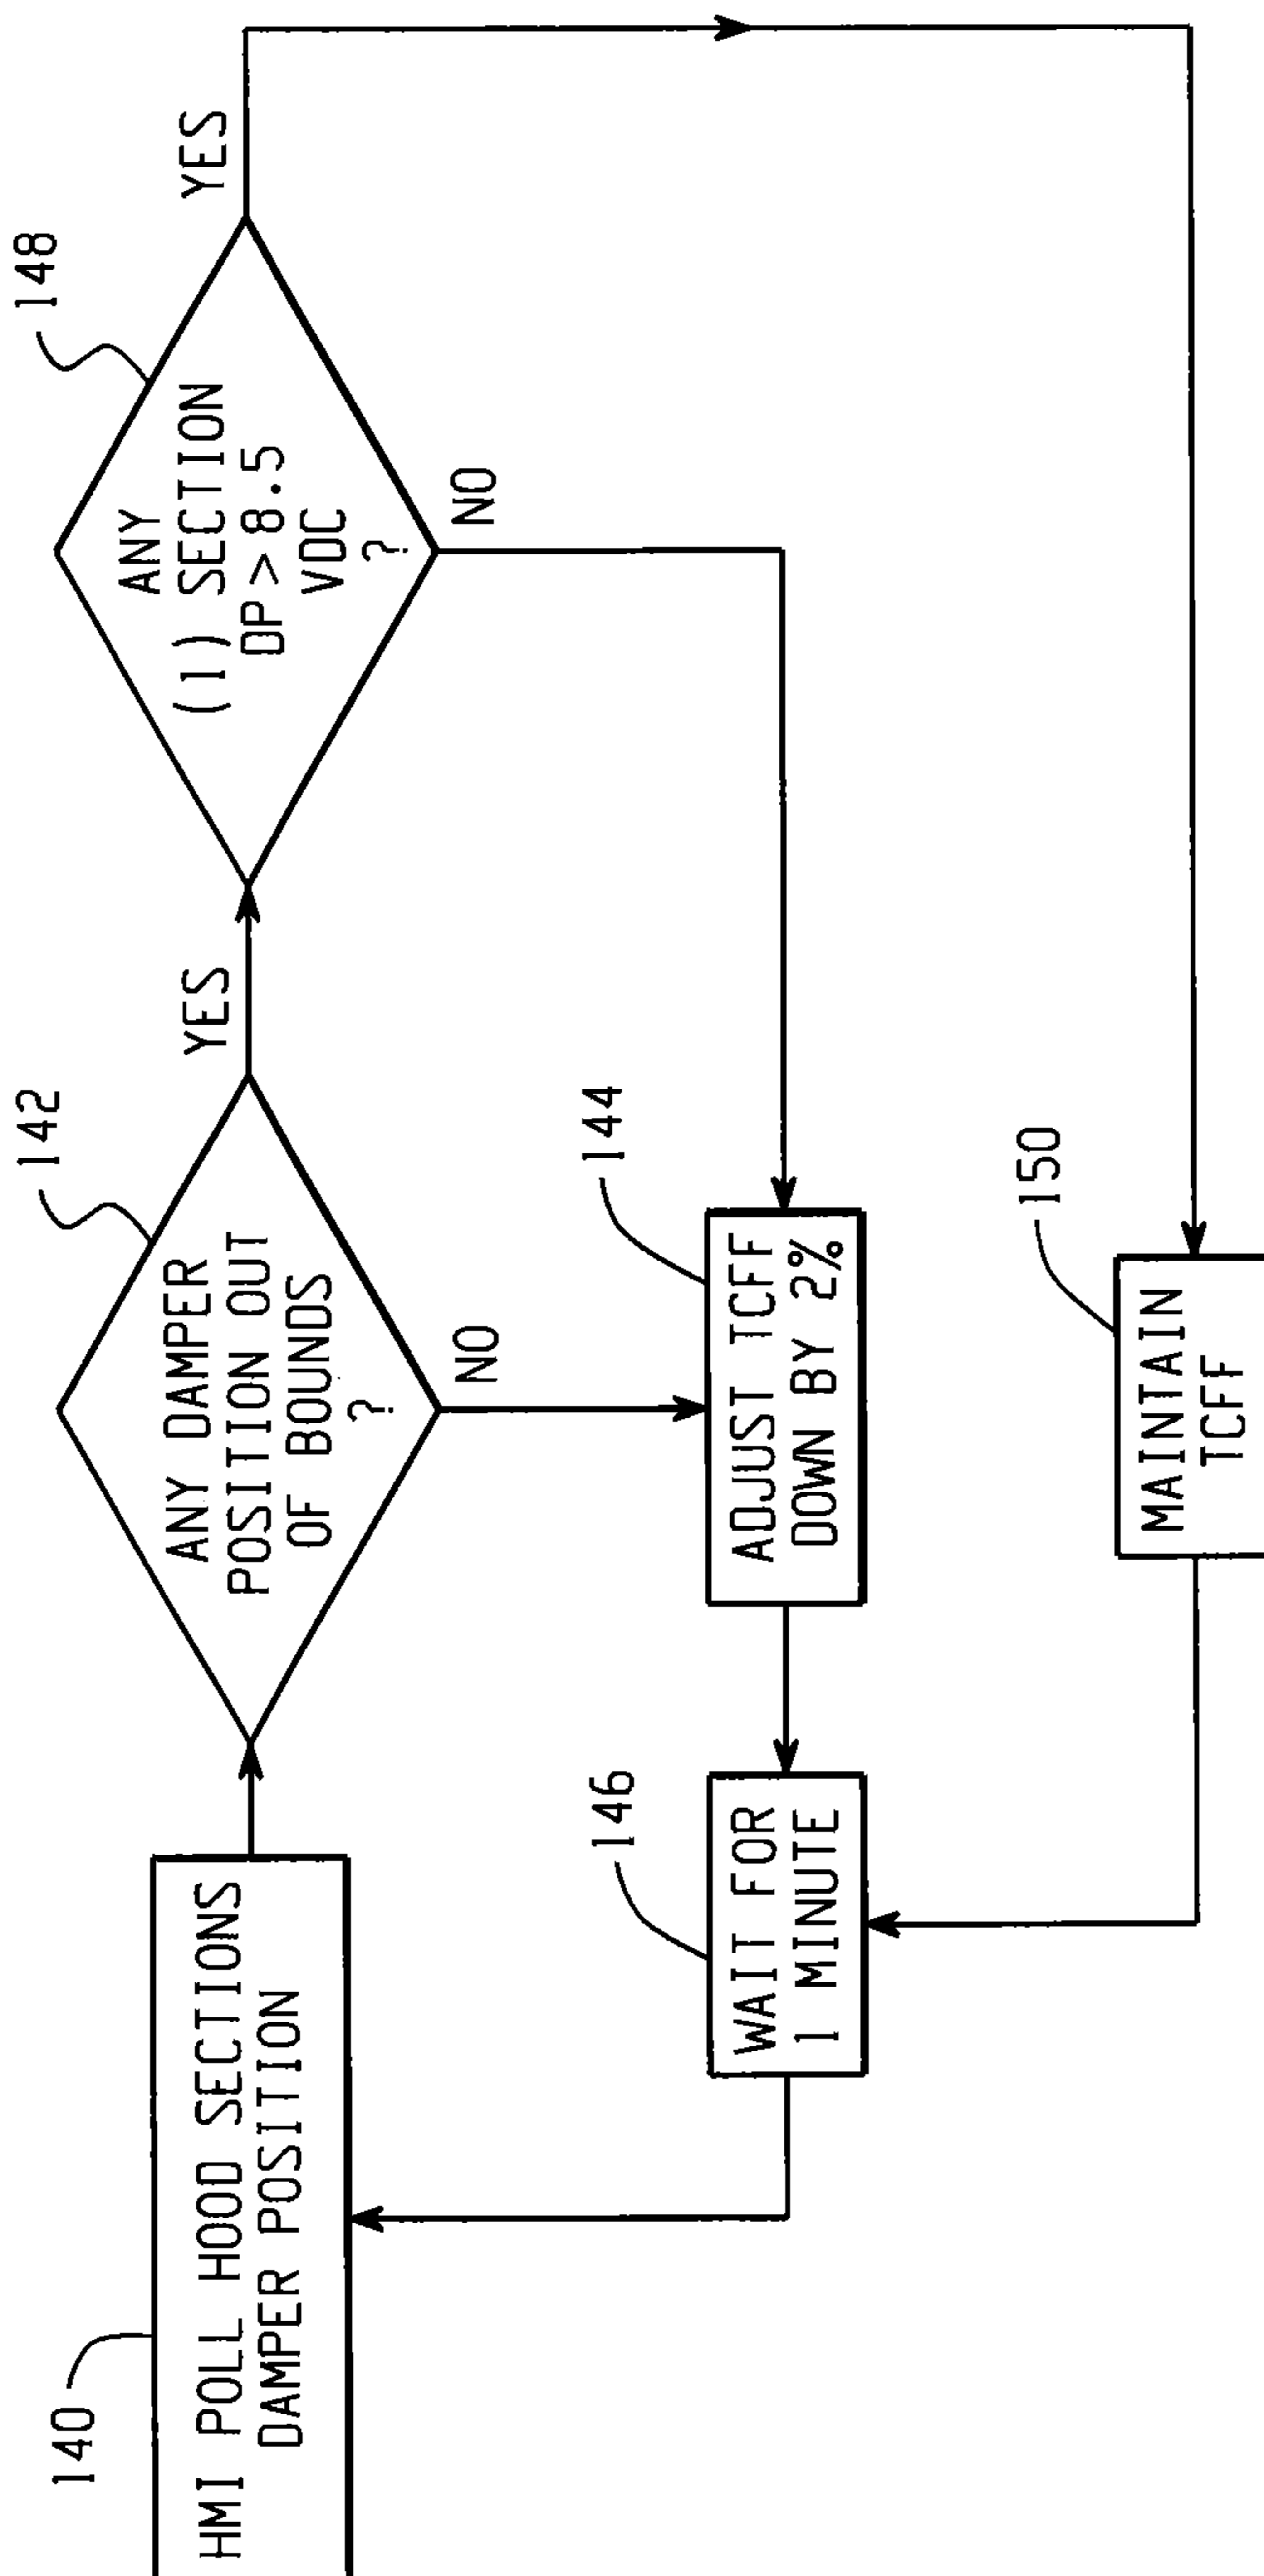 140
HMI POLL HOOD SECTIONS
DAMPER POSITION
142
ANY DAMPER
POSITION OUT
OF BOUNDS
?
YES
NO
148
ANY
(1) SECTION
DP > 8.5
VDC
?
YES
NO
144
ADJUST TCFF
DOWN BY 2%
146
WAIT FOR
1 MINUTE
150
MAINTAIN
TCFF